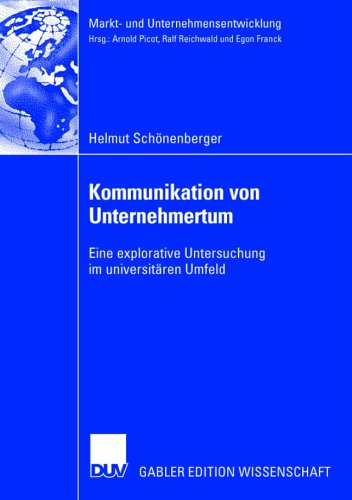 Markt- und Unternehmensentwicklung
Hrsg.: Arnold Picot, Ralf Reichwald und Egon Franck
Helmut Schönenberger
Kommunikation von
Unternehmertum
Eine explorative Untersuchung
im universitären Umfeld
DUV
GABLER EDITION WISSENSCHAFT